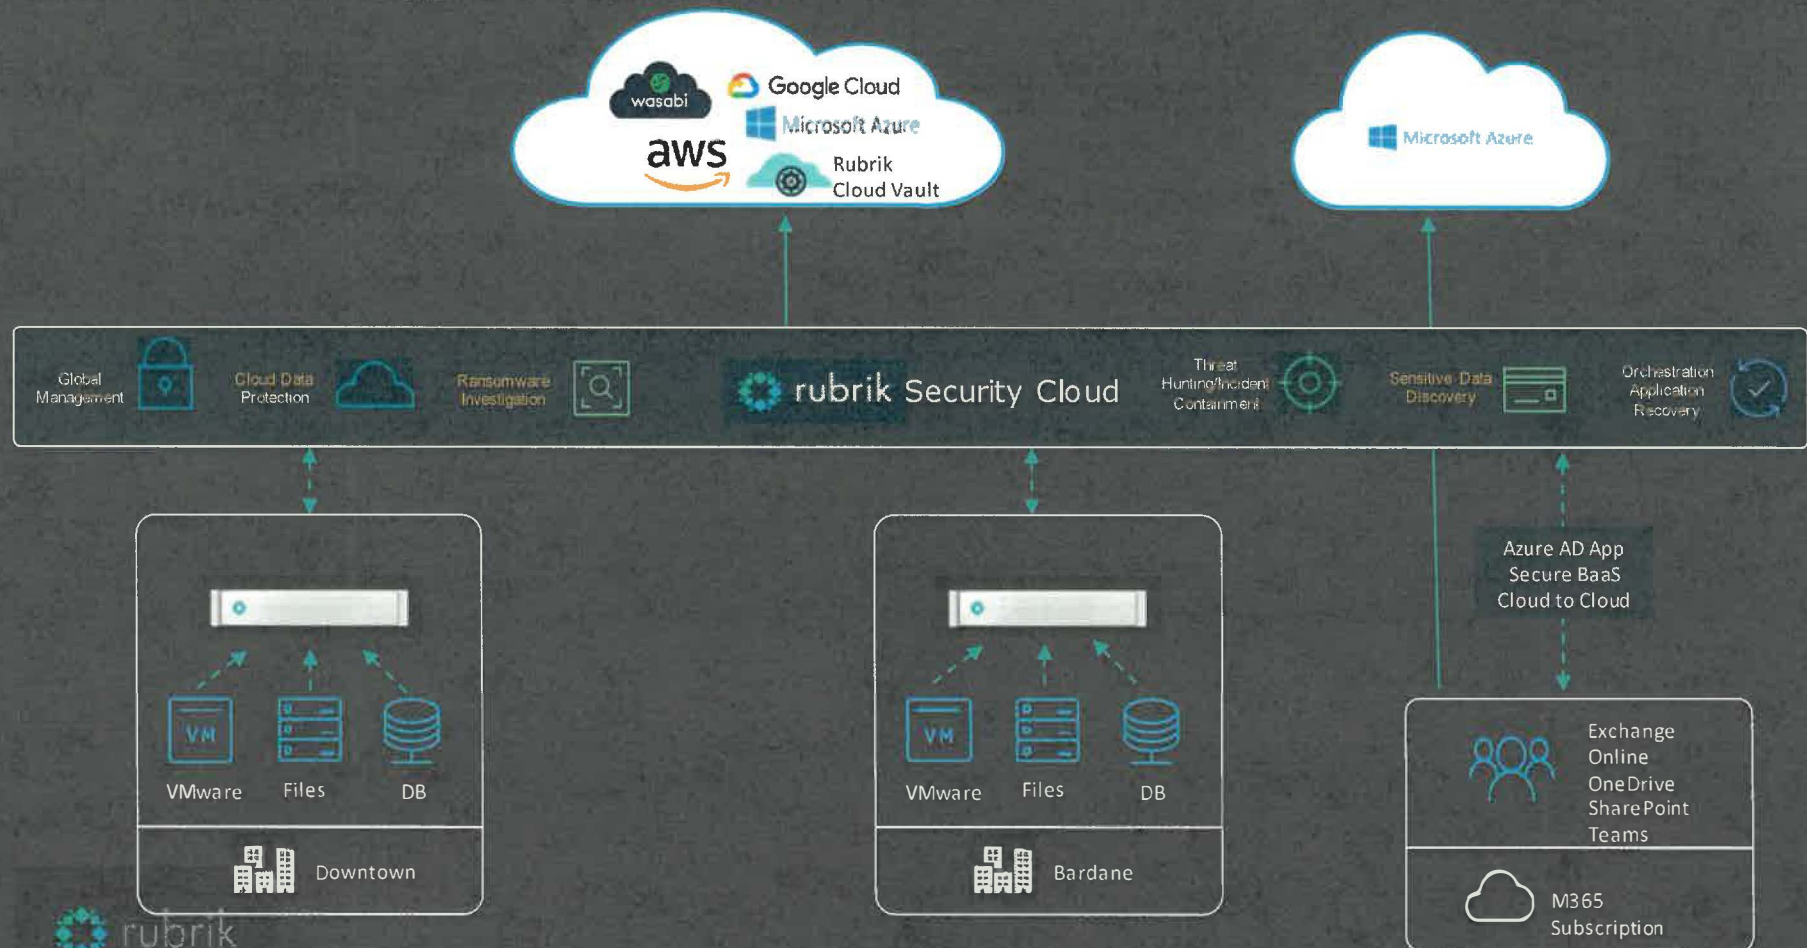 wasabi
Google Cloud
Microsoft Azure
aws
Rubrik
Cloud Vault
Microsoft Azure
Global
Management
Cloud Data
Protection
Ransomware
Investigation
rubrik Security Cloud
Threat
Hunting/Incident
Containment
Sensitive Data
Discovery
Orchestration
Application
Recovery
Azure AD App
Secure BaaS
Cloud to Cloud
VM
VMware
Files
DB
Downtown
VM
VMware
Files
DB
Bardane
Exchange
Online
OneDrive
SharePoint
Teams
M365
Subscription
rubrik